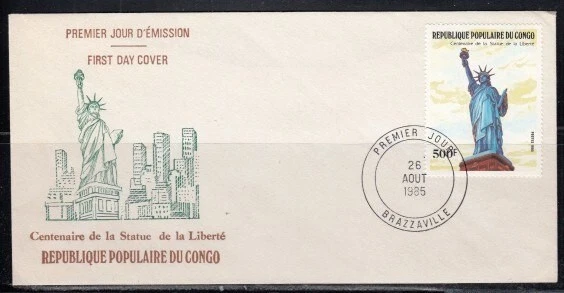 PREMIER JOUR D'ÉMISSION
FIRST DAY COVER
Centenaire de la Statue de la Liberté
REPUBLIQUE POPULAIRE DU CONGO
REPUBLIQUE POPULAIRE DU CONGO
Centenaire de la Statue de la Liberté
500F
PREMIER JOUR
26
AOUT
1985
BRAZZAVILLE